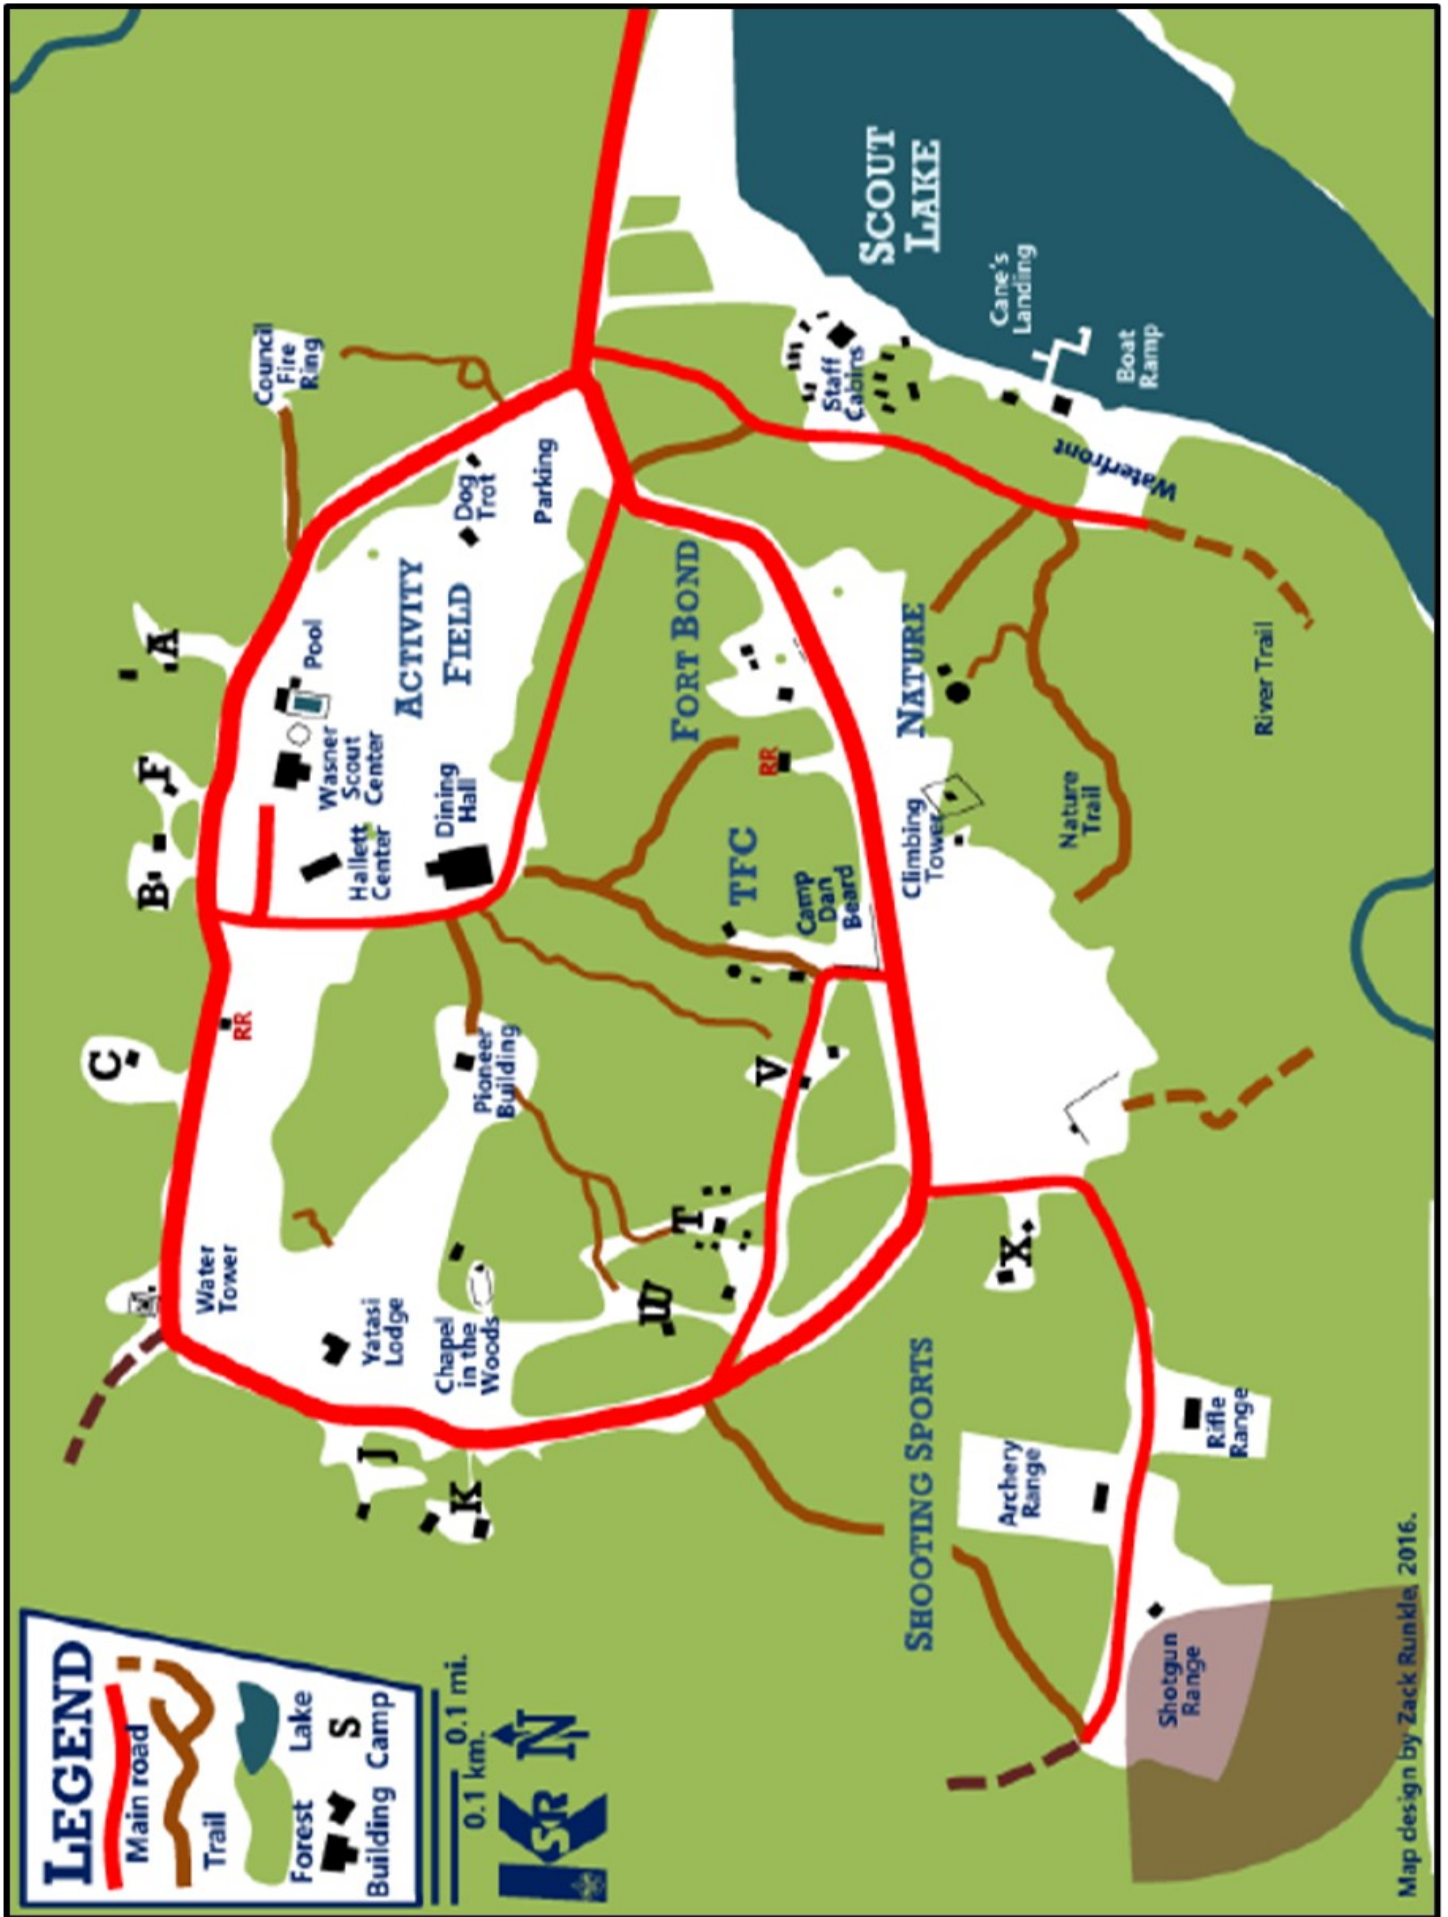 LEGEND
Main road
Trail
Forest
Lake
Building
S
Camp
0.1 km.
0.1 mi.
KSR
N
J
K
Water
Tower
Yatasi
Lodge
Chapel
in the
Woods
C
RR
B
F
A
Council
Fire
Ring
Pool
Wasner
Scout
Center
Hallett
Center
Dining
Hall
ACTIVITY
FIELD
Dog
Trot
Parking
Pioneer
Building
W
T
V
TFC
Camp
Dan
Beard
RR
FORT BOND
Staff
Cabins
SCOUT
LAKE
Cane's
Landing
Boat
Ramp
Waterfront
NATURE
Climbing
Tower
Nature
Trail
River Trail
X
SHOOTING SPORTS
Archery
Range
Rifle
Range
Shotgun
Range
Map design by Zack Runkle, 2016.